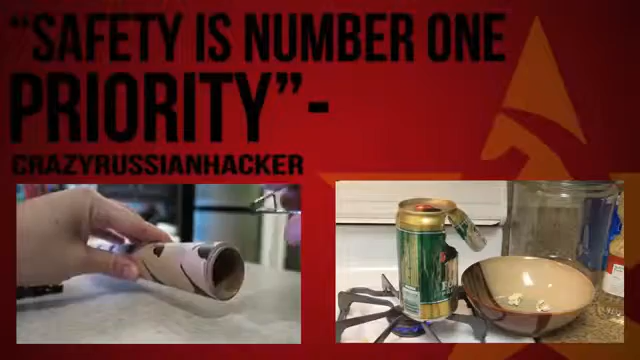 “SAFETY IS NUMBER ONE
PRIORITY”-
CRAZYRUSSIANHACKER